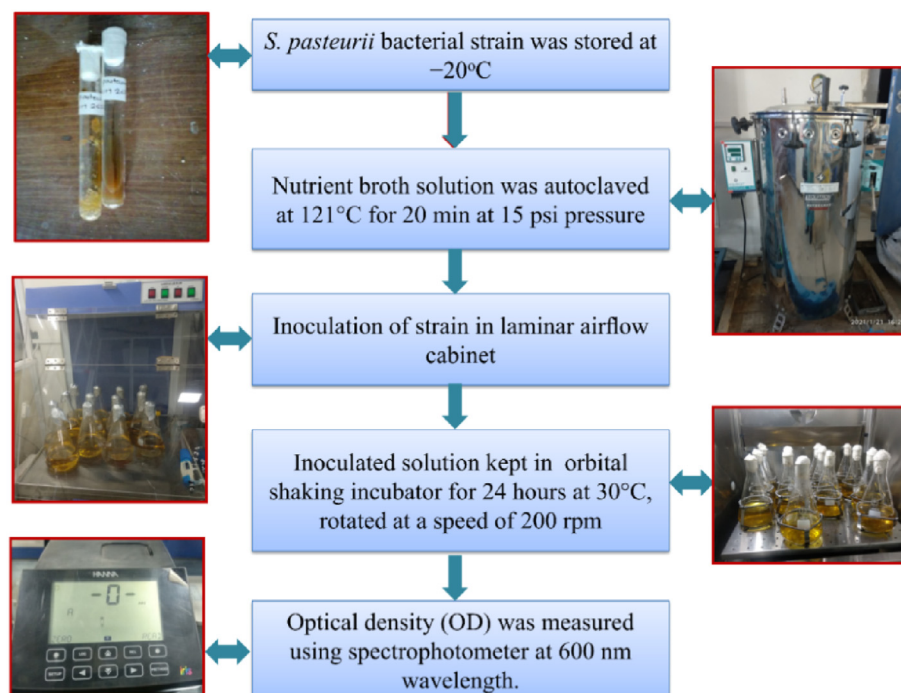 S. pasteurii bacterial strain was stored at
−20°C
Nutrient broth solution was autoclaved
at 121°C for 20 min at 15 psi pressure
Inoculation of strain in laminar airflow
cabinet
Inoculated solution kept in orbital
shaking incubator for 24 hours at 30°C,
rotated at a speed of 200 rpm
HANNA
-0-
A
ZERO
SETUP
Optical density (OD) was measured
using spectrophotometer at 600 nm
wavelength.